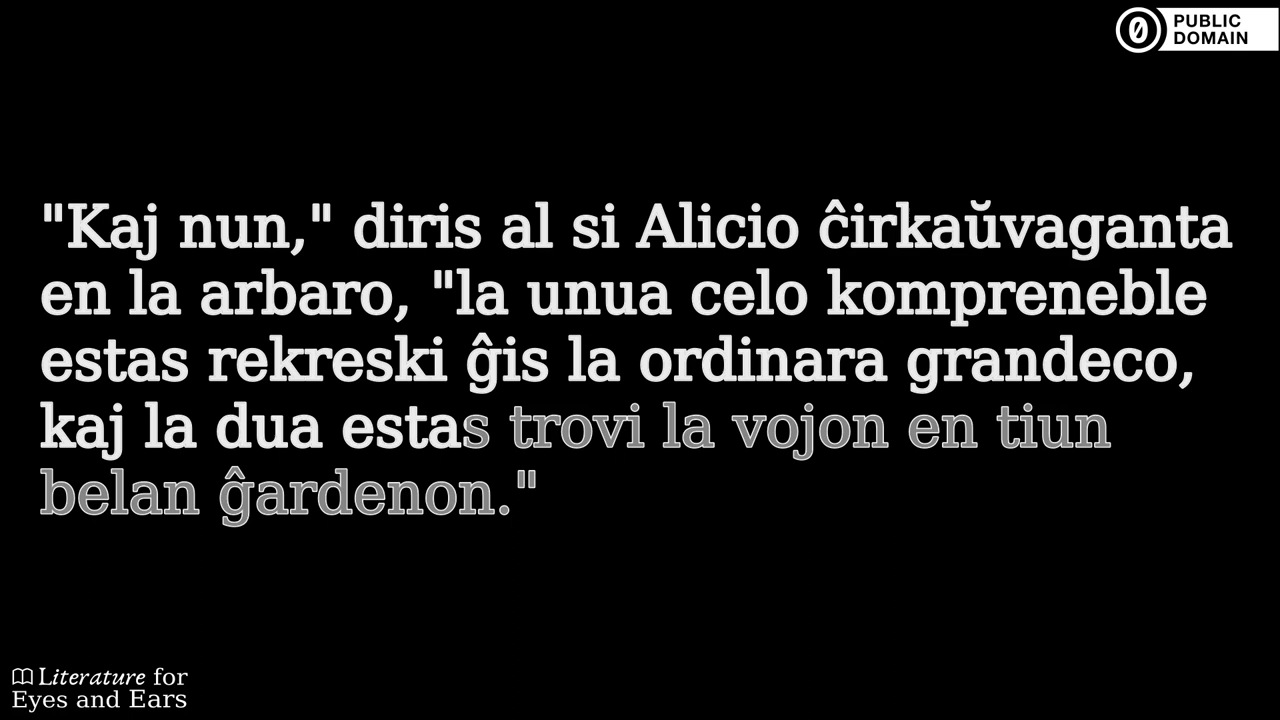 PUBLIC
DOMAIN
"Kaj nun," diris al si Alicio ĉirkaŭvaganta
en la arbaro, "la unua celo kompreneble
estas rekreski ĝis la ordinara grandeco,
kaj la dua estas trovi la vojon en tiun
belan ĝardenon."
Literature for
Eyes and Ears